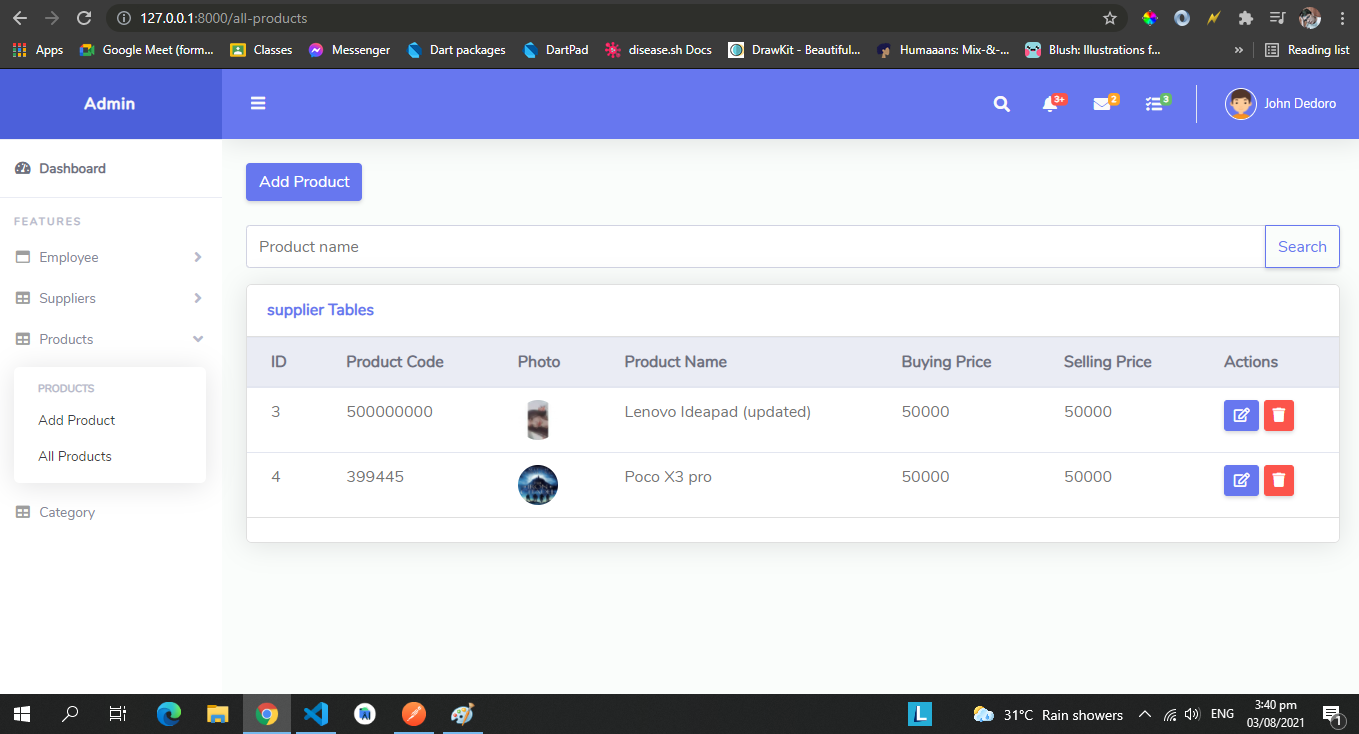 127.0.0.1:8000/all-products
Apps Google Meet (form... Classes Messenger Dart packages DartPad disease.sh Docs DrawKit - Beautiful... Humaaans: Mix-&-... Blush: Illustrations f... » Reading list
Admin 3+ 2 3 John Dedoro
Dashboard
FEATURES
Employee
Suppliers
Products
PRODUCTS
Add Product
All Products
Category
Add Product
Product name Search
supplier Tables
ID Product Code Photo Product Name Buying Price Selling Price Actions
3 500000000 Lenovo Ideapad (updated) 50000 50000
4 399445 Poco X3 pro 50000 50000
L 31°C Rain showers ENG 3:40 pm
03/08/2021 1